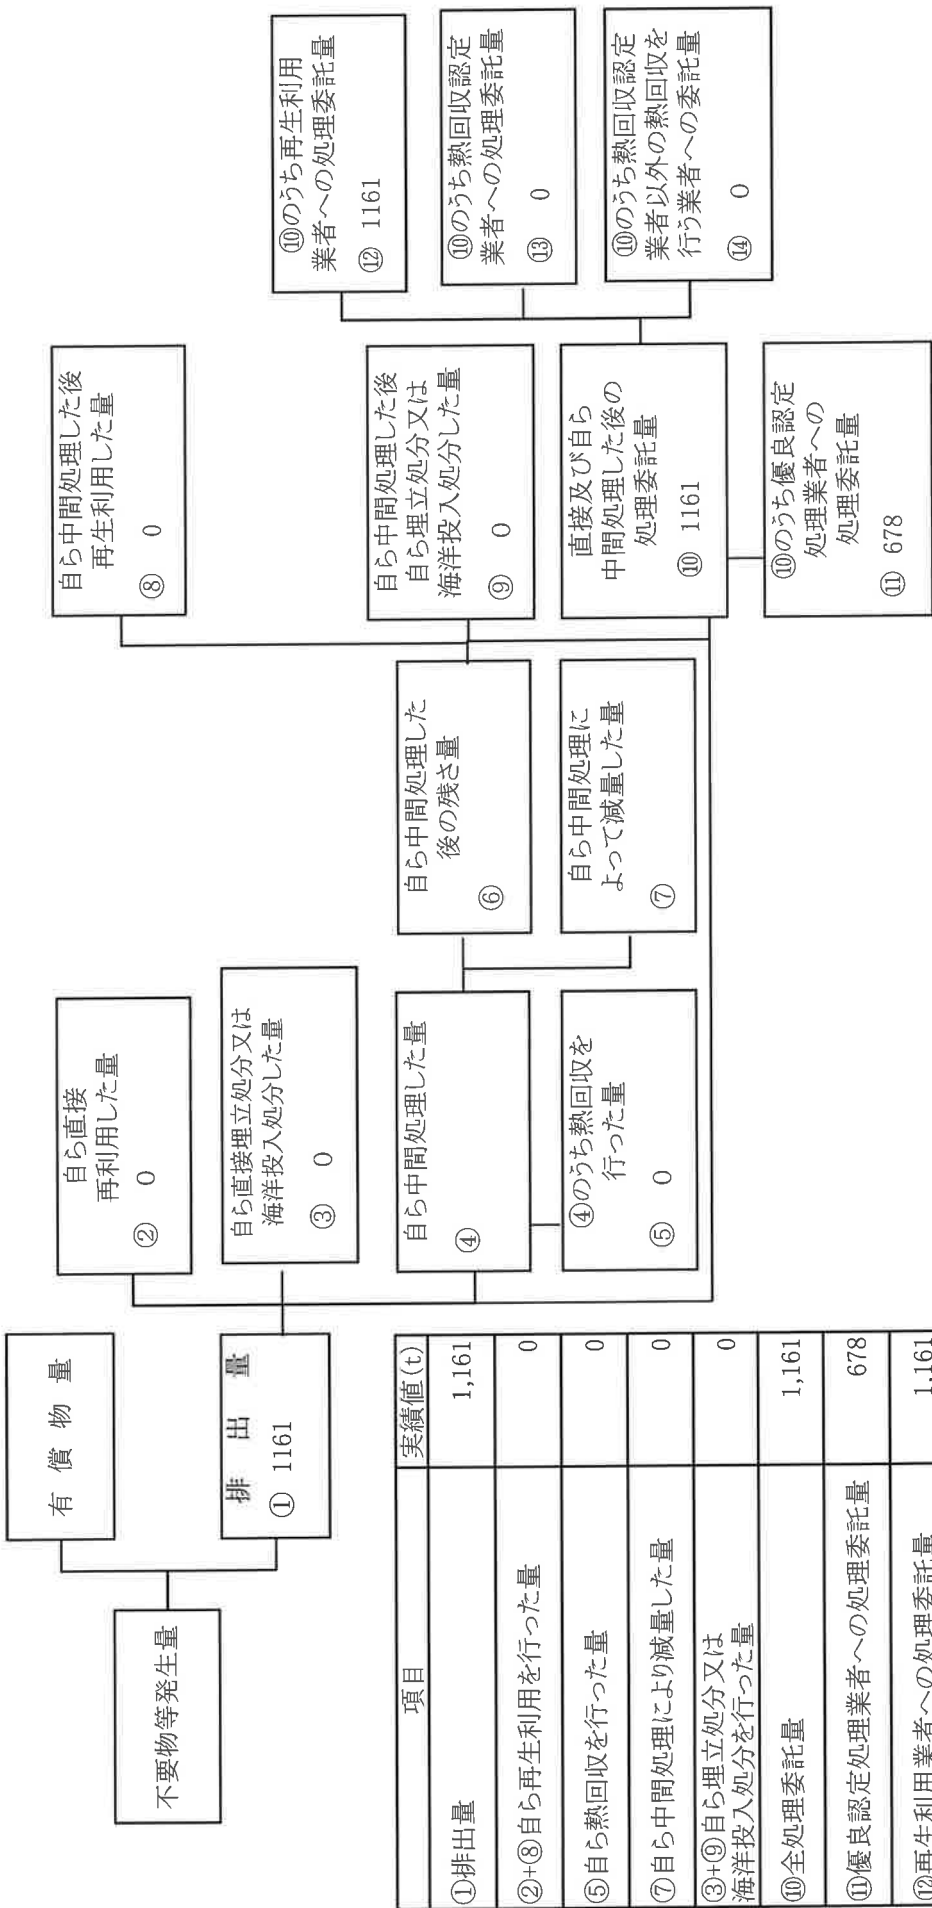 不要物等発生量
有償物量
排出量
① 1161
自ら直接
再利用した量
② 0
自ら直接埋立処分又は
海洋投入処分した量
③ 0
自ら中間処理した量
④
④のうち熱回収を
行った量
⑤ 0
自ら中間処理した
後の残さ量
⑥
自ら中間処理に
よって減量した量
⑦
自ら中間処理した後
再生利用した量
⑧ 0
自ら中間処理した後
自ら埋立処分又は
海洋投入処分した量
⑨ 0
直接及び自ら
中間処理した後の
処理委託量
⑩ 1161
⑩のうち優良認定
処理業者への
処理委託量
⑪ 678
⑩のうち再生利用
業者への処理委託量
⑫ 1161
⑩のうち熱回収認定
業者への処理委託量
⑬ 0
⑩のうち熱回収認定
業者以外の熱回収を
行う業者への委託量
⑭ 0
項目 実績値(t)
①排出量 1,161
②+⑧自ら再生利用を行った量 0
⑤自ら熱回収を行った量 0
⑦自ら中間処理により減量した量 0
③+⑨自ら埋立処分又は
海洋投入処分を行った量 0
⑩全処理委託量 1,161
⑪優良認定処理業者への処理委託量 678
⑫再生利用業者への処理委託量 1,161